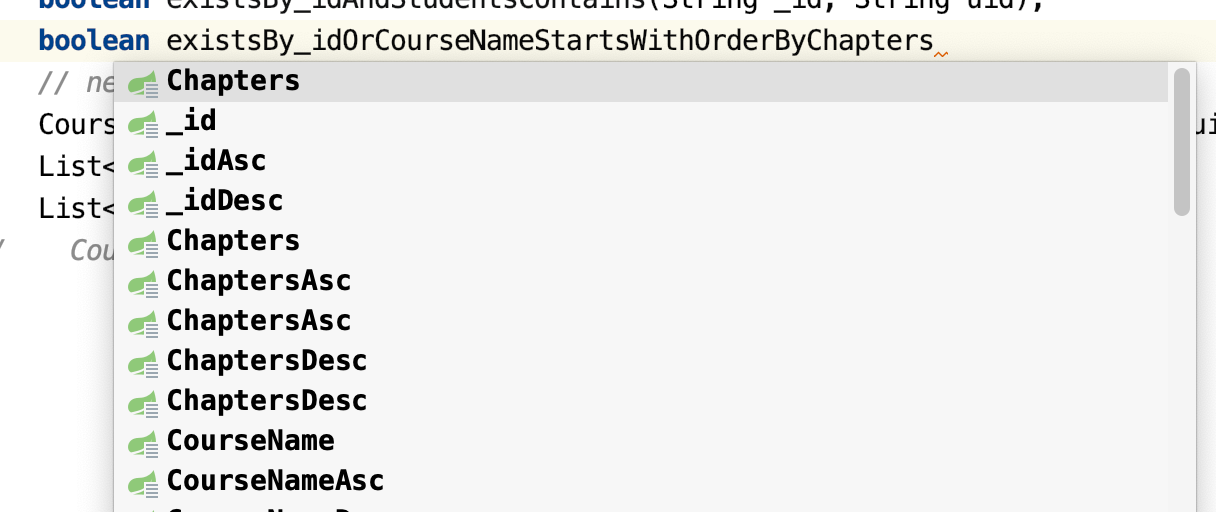 boolean existsBy_idAndStudentsContains(String _id, String uid);
boolean existsBy_idOrCourseNameStartsWithOrderByChapters
// ne
Cours
ui
List<
List<
/ Cou
Chapters
_id
_idAsc
_idDesc
Chapters
ChaptersAsc
ChaptersAsc
ChaptersDesc
ChaptersDesc
CourseName
CourseNameAsc